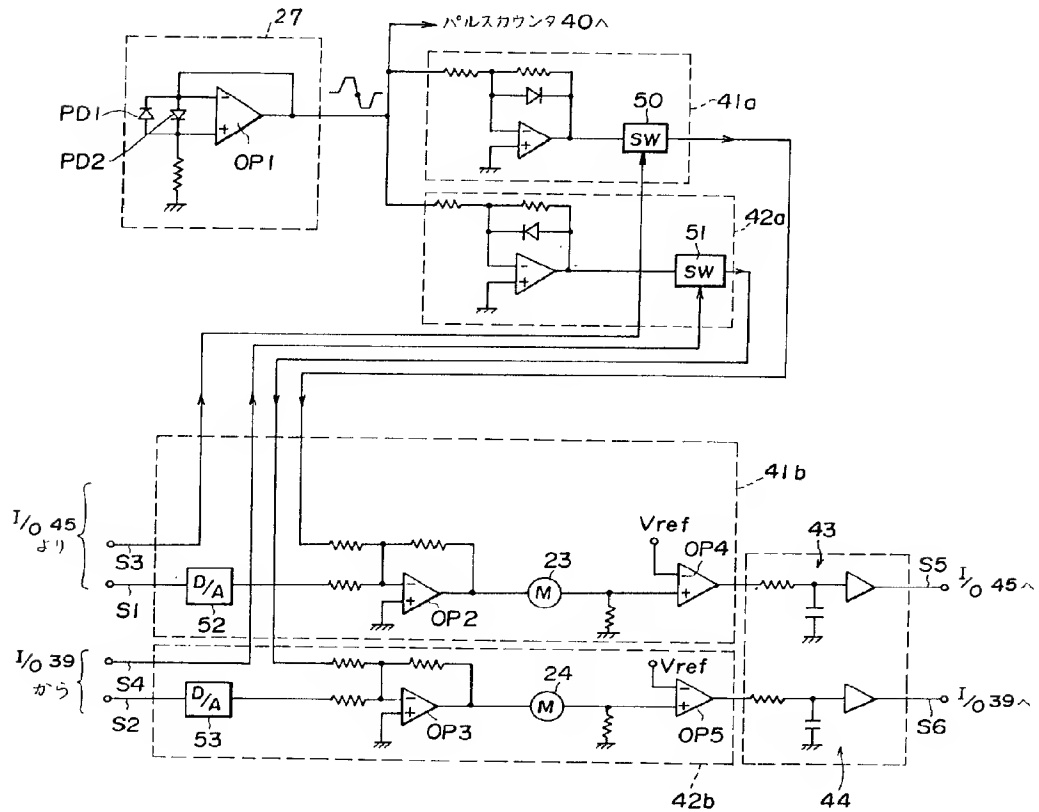 27
パルスカウンタ40へ
41a
50
SW
PD1
PD2
OP1
42a
51
SW
41b
I/O 45
より
S3
S1
D/A
52
23
M
OP2
Vref
OP4
43
S5
I/O 45へ
I/O 39
から
S4
S2
D/A
53
24
M
OP3
Vref
OP5
S6
I/O 39へ
44
42b